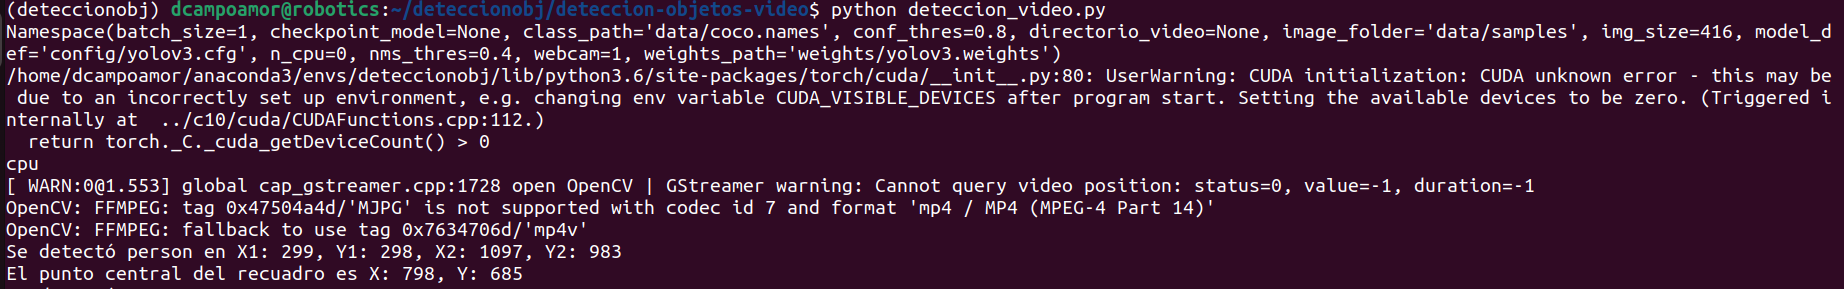 (deteccionobj) dcampoamor@robotics:~/deteccionobj/deteccion-objetos-video$ python deteccion_video.py
Namespace(batch_size=1, checkpoint_model=None, class_path='data/coco.names', conf_thres=0.8, directorio_video=None, image_folder='data/samples', img_size=416, model_d
ef='config/yolov3.cfg', n_cpu=0, nms_thres=0.4, webcam=1, weights_path='weights/yolov3.weights')
/home/dcampoamor/anaconda3/envs/deteccionobj/lib/python3.6/site-packages/torch/cuda/__init__.py:80: UserWarning: CUDA initialization: CUDA unknown error - this may be
 due to an incorrectly set up environment, e.g. changing env variable CUDA_VISIBLE_DEVICES after program start. Setting the available devices to be zero. (Triggered i
nternally at  ../c10/cuda/CUDAFunctions.cpp:112.)
  return torch._C._cuda_getDeviceCount() > 0
cpu
[ WARN:0@1.553] global cap_gstreamer.cpp:1728 open OpenCV | GStreamer warning: Cannot query video position: status=0, value=-1, duration=-1
OpenCV: FFMPEG: tag 0x47504a4d/'MJPG' is not supported with codec id 7 and format 'mp4 / MP4 (MPEG-4 Part 14)'
OpenCV: FFMPEG: fallback to use tag 0x7634706d/'mp4v'
Se detectó person en X1: 299, Y1: 298, X2: 1097, Y2: 983
El punto central del recuadro es X: 798, Y: 685